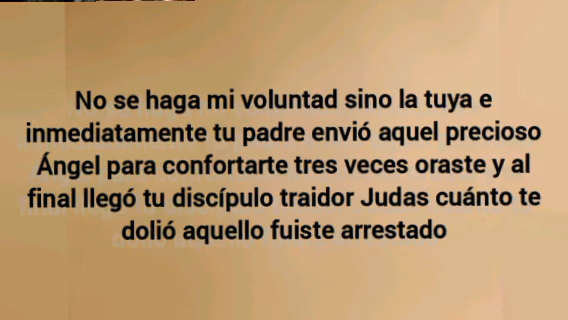 No se haga mi voluntad sino la tuya e
inmediatamente tu padre envió aquel precioso
Ángel para confortarte tres veces oraste y al
final llegó tu discípulo traidor Judas cuánto te
dolió aquello fuiste arrestado